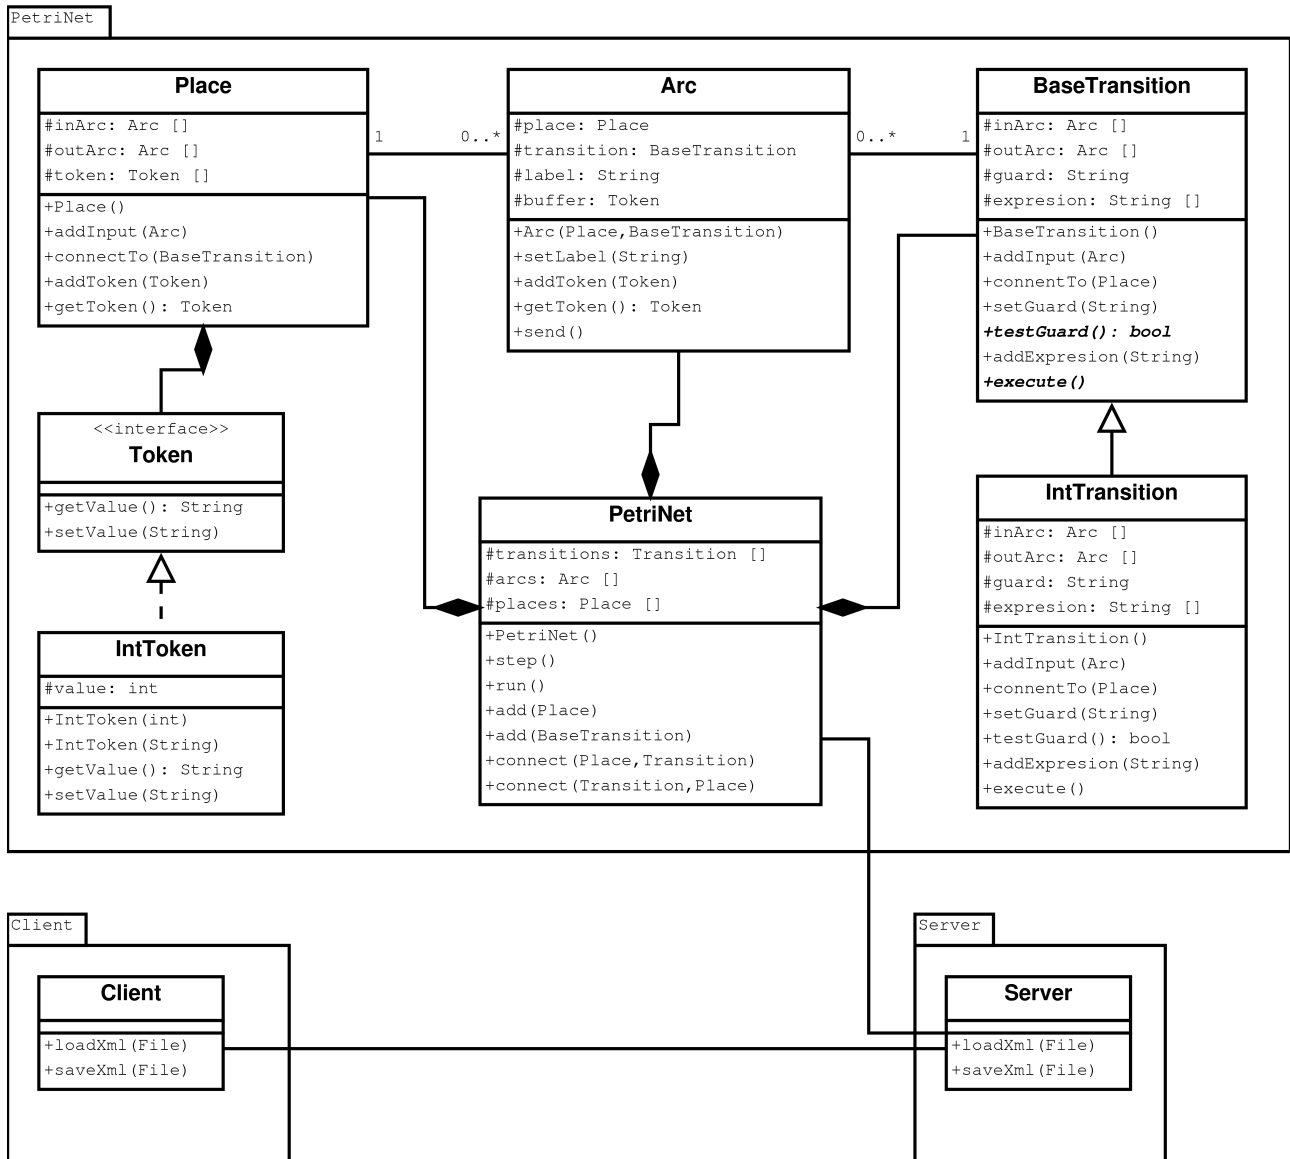 PetriNet
Place
#inArc: Arc []
#outArc: Arc []
#token: Token []
+Place()
+addInput(Arc)
+connectTo(BaseTransition)
+addToken(Token)
+getToken(): Token
1
0..*
Arc
#place: Place
#transition: BaseTransition
#label: String
#buffer: Token
+Arc(Place,BaseTransition)
+setLabel(String)
+addToken(Token)
+getToken(): Token
+send()
0..*
1
BaseTransition
#inArc: Arc []
#outArc: Arc []
#guard: String
#expresion: String []
+BaseTransition()
+addInput(Arc)
+connentTo(Place)
+setGuard(String)
+testGuard(): bool
+addExpresion(String)
+execute()
<<interface>>
Token
+getValue(): String
+setValue(String)
IntToken
#value: int
+IntToken(int)
+IntToken(String)
+getValue(): String
+setValue(String)
PetriNet
#transitions: Transition []
#arcs: Arc []
#places: Place []
+PetriNet()
+step()
+run()
+add(Place)
+add(BaseTransition)
+connect(Place,Transition)
+connect(Transition,Place)
IntTransition
#inArc: Arc []
#outArc: Arc []
#guard: String
#expresion: String []
+IntTransition()
+addInput(Arc)
+connentTo(Place)
+setGuard(String)
+testGuard(): bool
+addExpresion(String)
+execute()
Client
Client
+loadXml(File)
+saveXml(File)
Server
Server
+loadXml(File)
+saveXml(File)